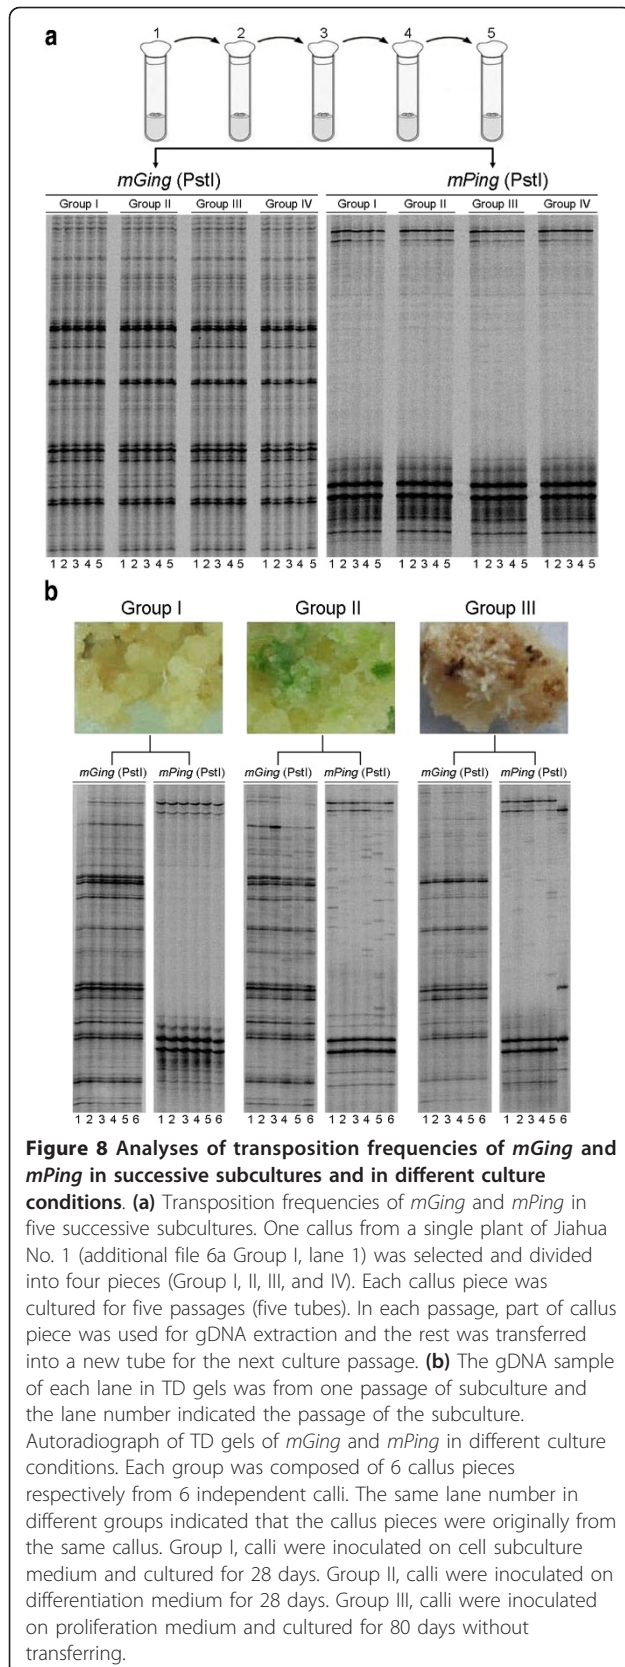 a
1 2 3 4 5
mGing (PstI) mPing (PstI)
Group I Group II Group III Group IV Group I Group II Group III Group IV
1 2 3 4 5 1 2 3 4 5 1 2 3 4 5 1 2 3 4 5 1 2 3 4 5 1 2 3 4 5 1 2 3 4 5 1 2 3 4 5
b
Group I Group II Group III
mGing (PstI) mPing (PstI) mGing (PstI) mPing (PstI) mGing (PstI) mPing (PstI)
1 2 3 4 5 6 1 2 3 4 5 6 1 2 3 4 5 6 1 2 3 4 5 6 1 2 3 4 5 6 1 2 3 4 5 6
Figure 8 Analyses of transposition frequencies of mGing and
mPing in successive subcultures and in different culture
conditions. (a) Transposition frequencies of mGing and mPing in
five successive subcultures. One callus from a single plant of Jiahua
No. 1 (additional file 6a Group I, lane 1) was selected and divided
into four pieces (Group I, II, III, and IV). Each callus piece was
cultured for five passages (five tubes). In each passage, part of callus
piece was used for gDNA extraction and the rest was transferred
into a new tube for the next culture passage. (b) The gDNA sample
of each lane in TD gels was from one passage of subculture and
the lane number indicated the passage of the subculture.
Autoradiograph of TD gels of mGing and mPing in different culture
conditions. Each group was composed of 6 callus pieces
respectively from 6 independent calli. The same lane number in
different groups indicated that the callus pieces were originally from
the same callus. Group I, calli were inoculated on cell subculture
medium and cultured for 28 days. Group II, calli were inoculated on
differentiation medium for 28 days. Group III, calli were inoculated
on proliferation medium and cultured for 80 days without
transferring.